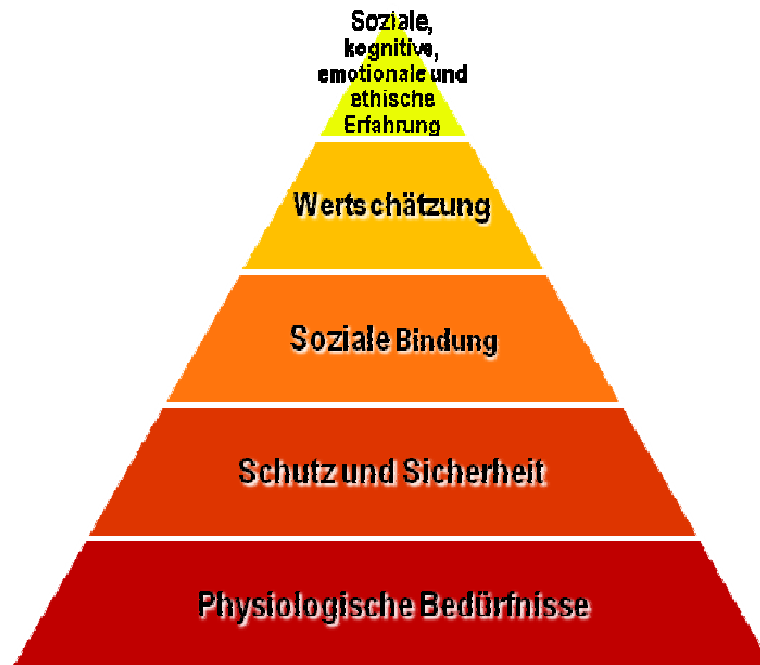 Soziale,
kognitive,
emotionale und
ethische
Erfahrung
Wertschätzung
Soziale Bindung
Schutz und Sicherheit
Physiologische Bedürfnisse